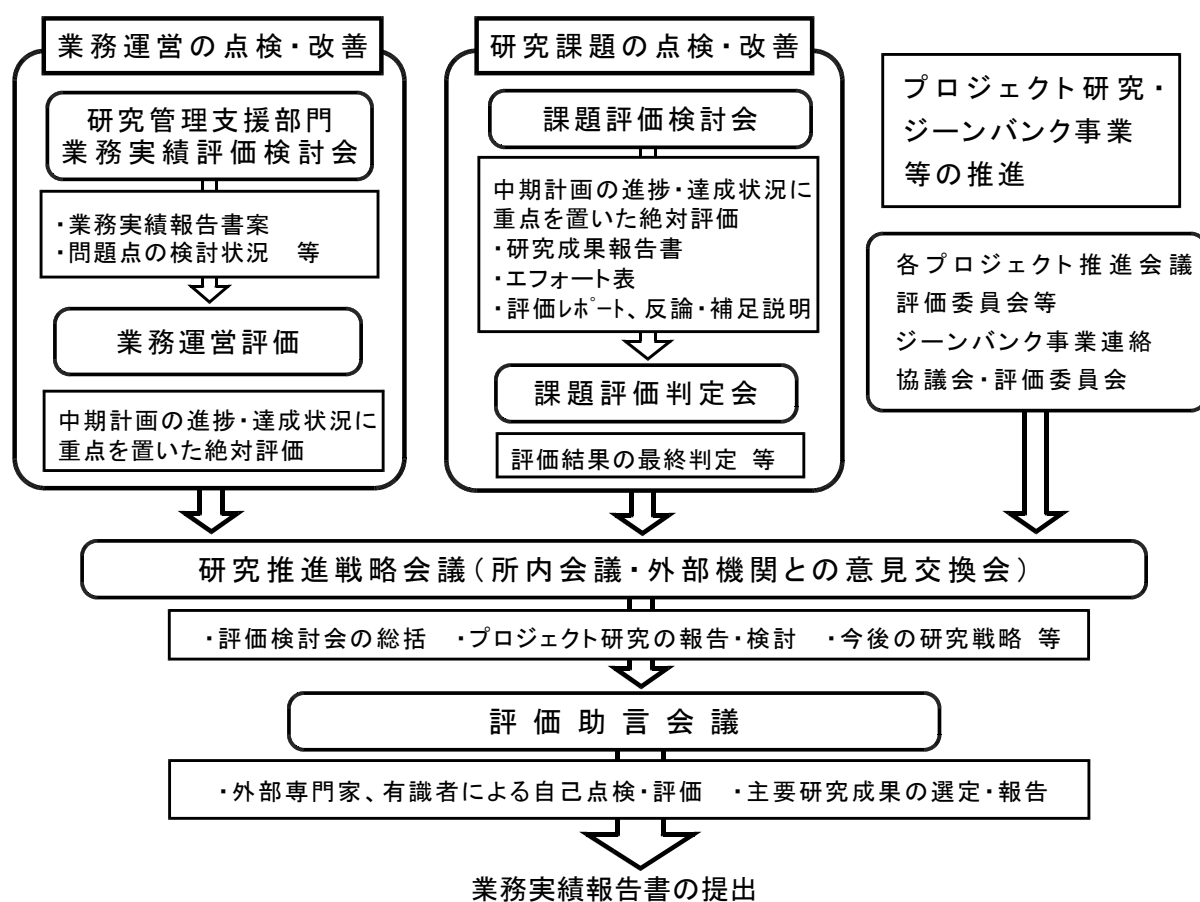 業務運営の点検・改善
研究管理支援部門
業務実績評価検討会
・業務実績報告書案
・問題点の検討状況　等
業務運営評価
中期計画の進捗・達成状況に
重点を置いた絶対評価
研究課題の点検・改善
課題評価検討会
中期計画の進捗・達成状況に
重点を置いた絶対評価
・研究成果報告書
・エフォート表
・評価ﾚﾎﾟｰﾄ、反論・補足説明
課題評価判定会
評価結果の最終判定 等
プロジェクト研究・
ジーンバンク事業
等の推進
各プロジェクト推進会議
評価委員会等
ジーンバンク事業連絡
協議会・評価委員会
研究推進戦略会議（所内会議・外部機関との意見交換会）
・評価検討会の総括　・プロジェクト研究の報告・検討　・今後の研究戦略 等
評 価 助 言 会 議
・外部専門家、有識者による自己点検・評価　・主要研究成果の選定・報告
業務実績報告書の提出